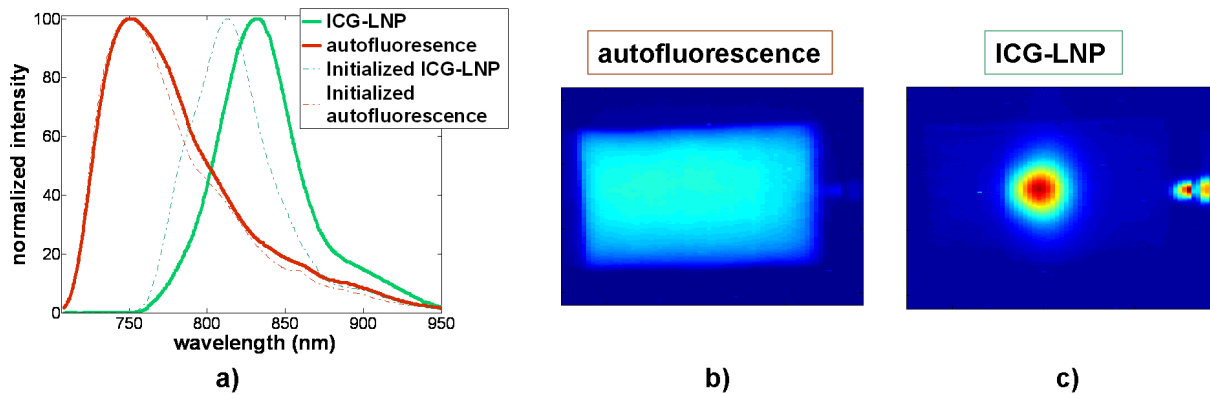 100
80
60
40
20
0
750
800
850
900
950
normalized intensity
wavelength (nm)
ICG-LNP
autofluoresence
Initialized ICG-LNP
Initialized
autofluorescence
a)
autofluorescence
b)
ICG-LNP
c)